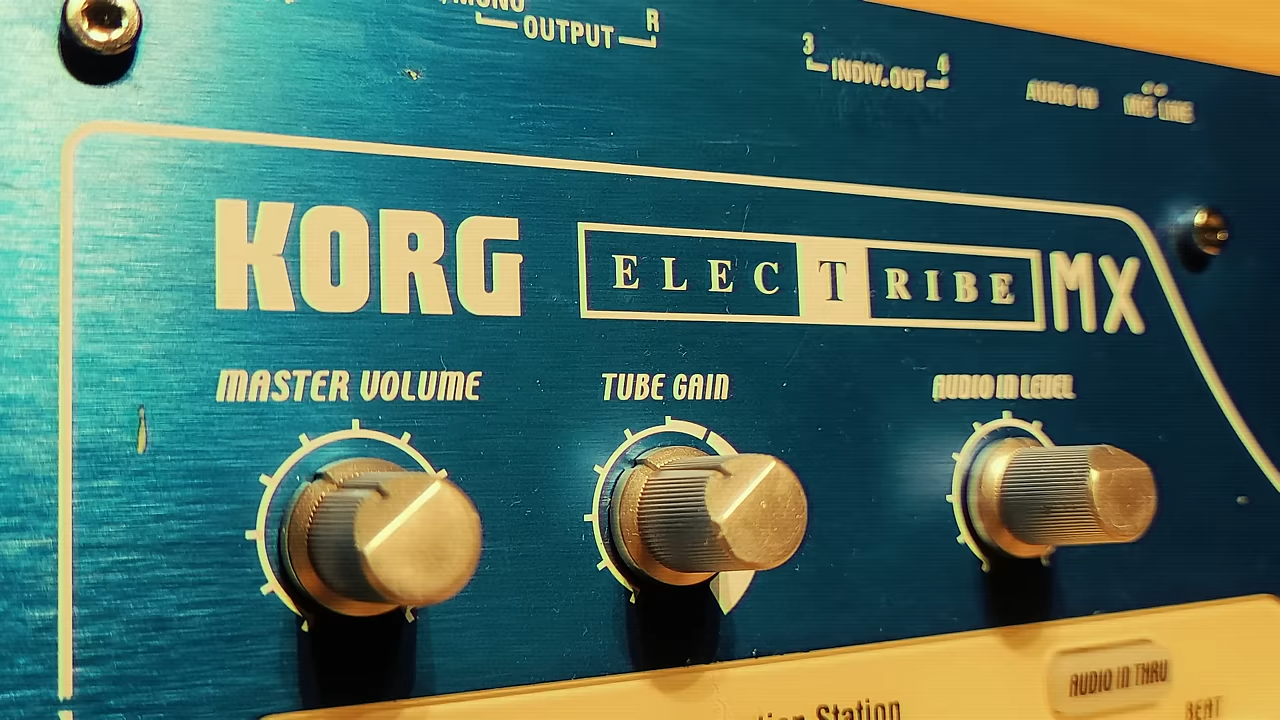 /MONO
OUTPUT
R
3
INDIV.OUT
4
AUDIO IN
MIC LINE
KORG
ELECTRIBE MX
MASTER VOLUME
TUBE GAIN
AUDIO IN LEVEL
AUDIO IN THRU
Station
BEAT